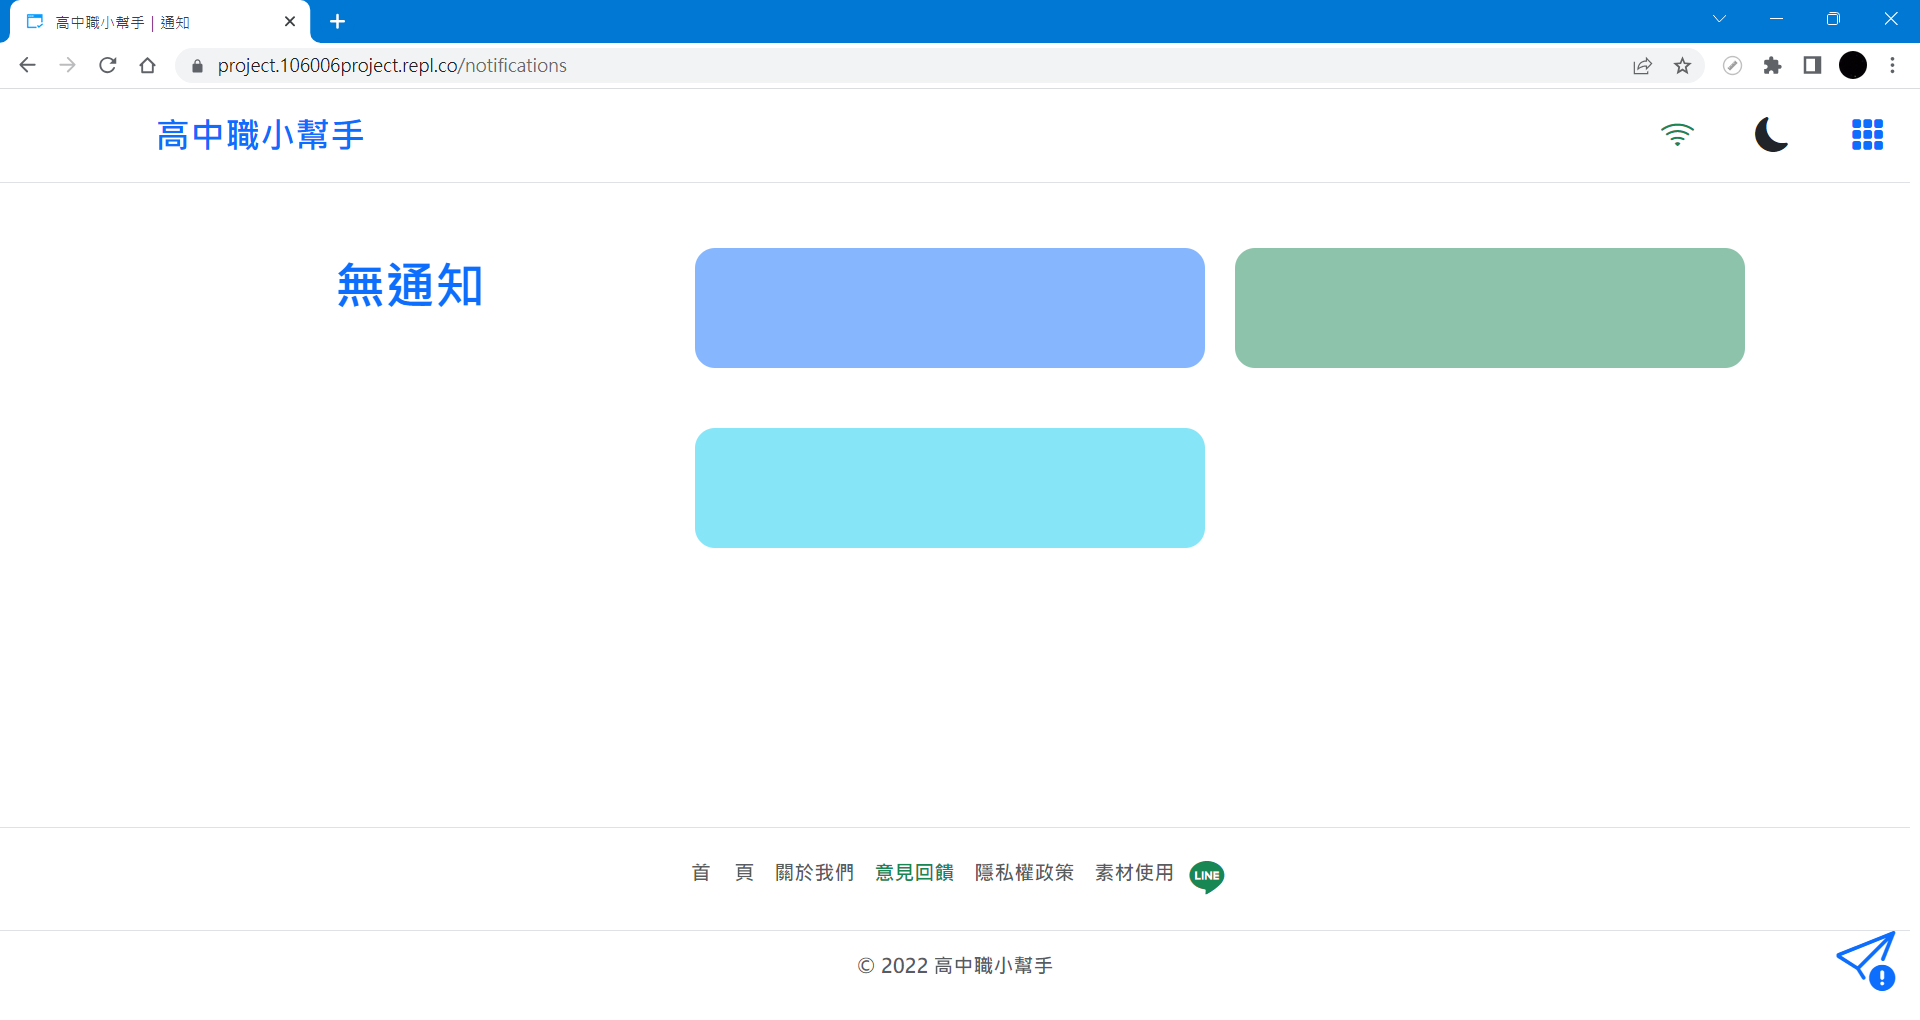 高中職小幫手 | 通知
project.106006project.repl.co/notifications
高中職小幫手
無通知
首 頁 關於我們 意見回饋 隱私權政策 素材使用 LINE
© 2022 高中職小幫手